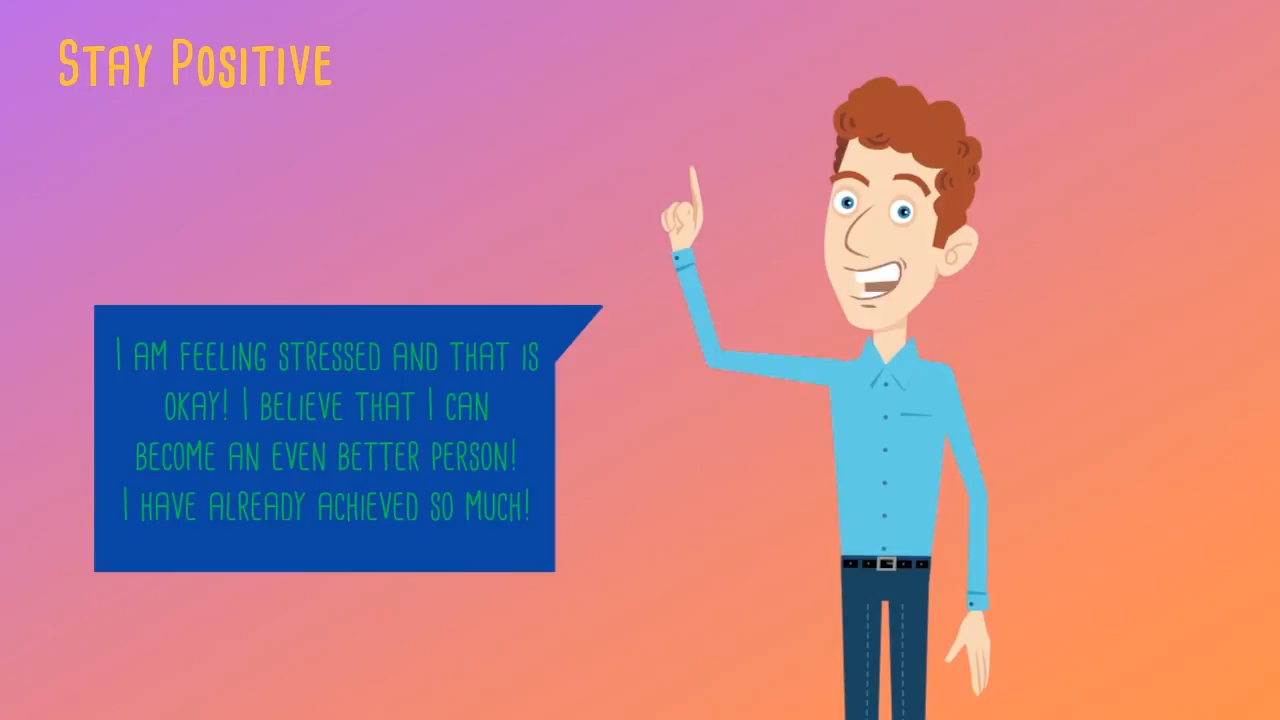 Stay Positive
I am feeling stressed and that is
okay! I believe that I can
become an even better person!
I have already achieved so much!